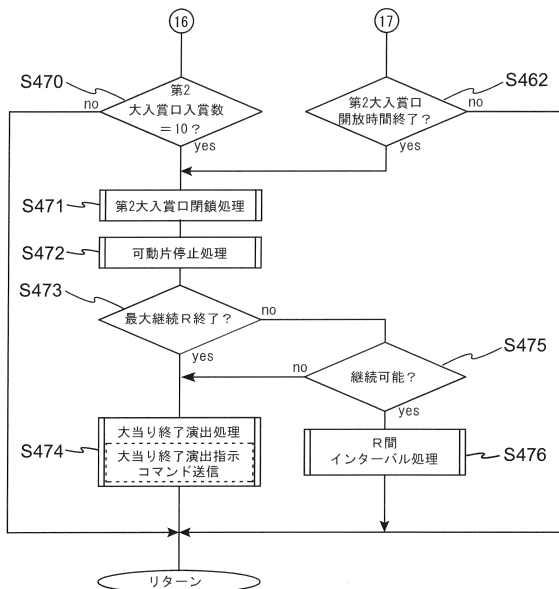 16
17
S470
第2
大入賞口入賞数
=10?
no
yes
S462
第2大入賞口
開放時間終了?
no
yes
S471
第2大入賞口閉鎖処理
S472
可動片停止処理
S473
最大継続R終了?
no
yes
S475
継続可能?
no
yes
S474
大当り終了演出処理
大当り終了演出指示
コマンド送信
R間
インターバル処理
S476
リターン